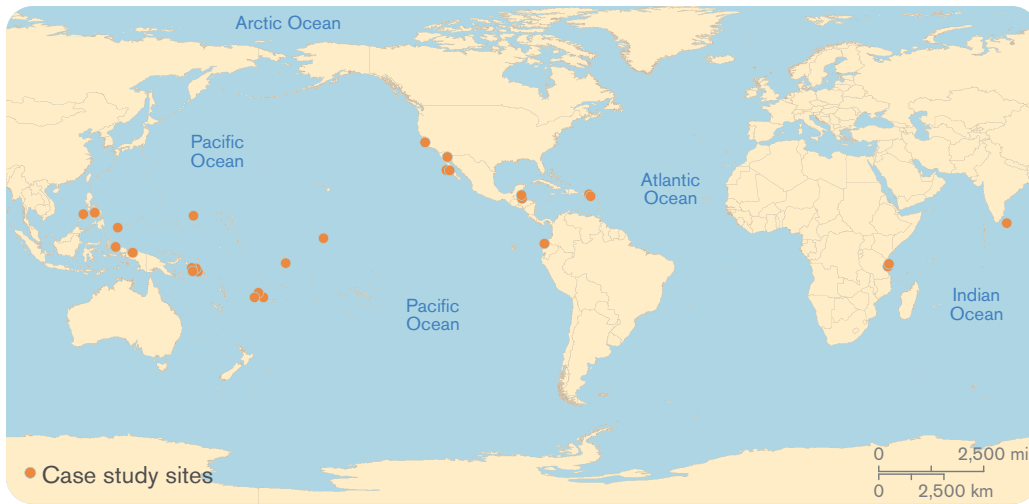 Arctic Ocean
Pacific
Ocean
Atlantic
Ocean
Indian
Ocean
Pacific
Ocean
Case study sites
0 2,500 mi
0 2,500 km